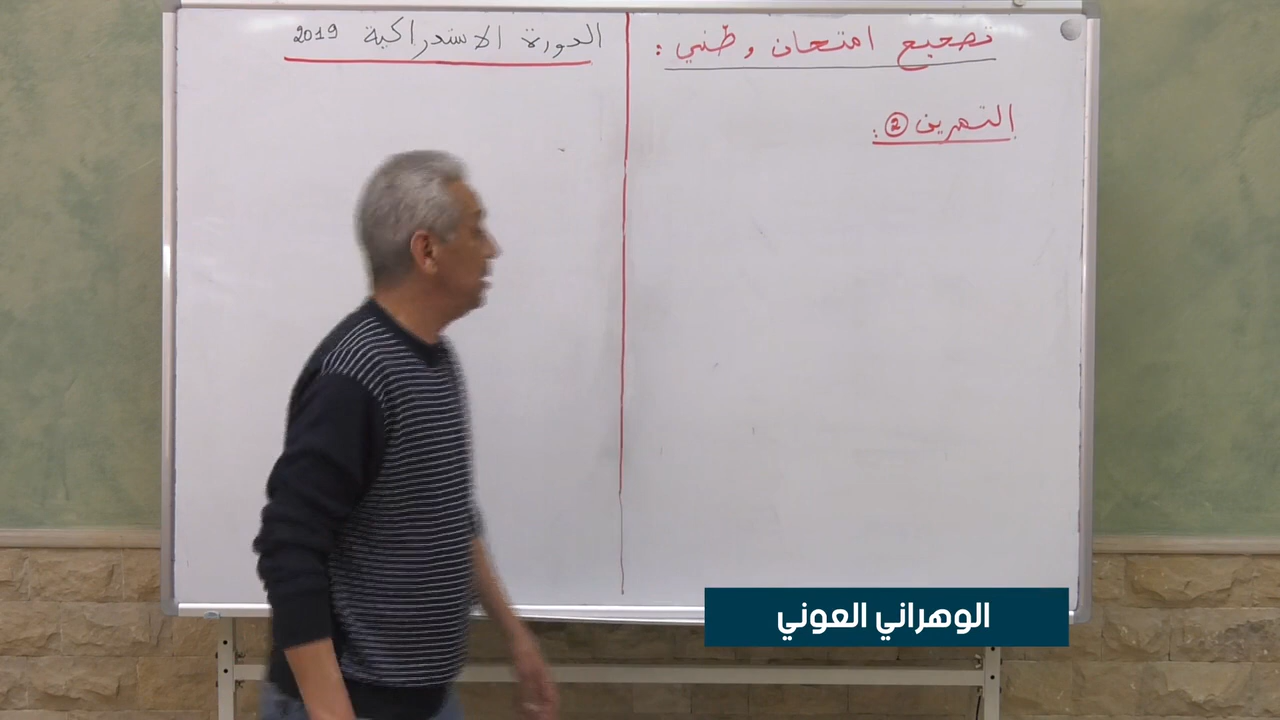 تصحيح امتحان وطني :
الدورة الاستدراكية 2019
التمرين ② :
الوهراني العوني